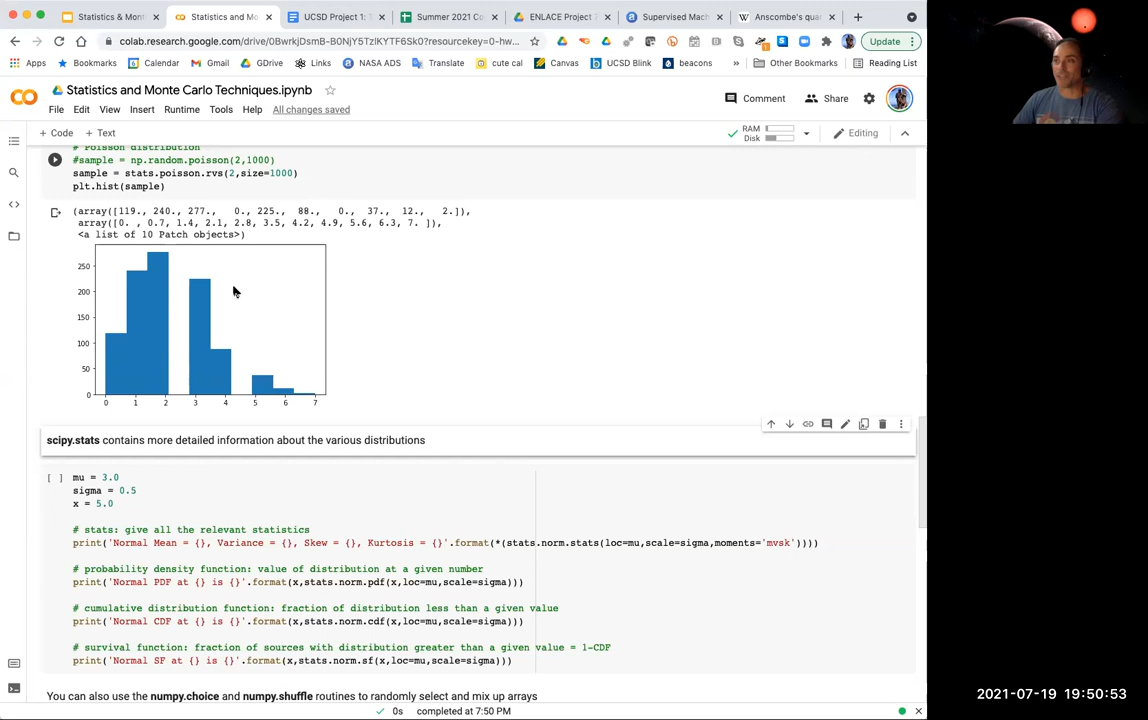 Statistics & Mont
Statistics and Mo
UCSD Project 1: T
Summer 2021 Co
ENLACE Project 7
Supervised Mach
Anscombe's qua
colab.research.google.com/drive/0BwrkjDsmB-B0NjY5TzlKYTF6Sk0?resourcekey=0-hw...
Update
Apps
Bookmarks
Calendar
Gmail
GDrive
Links
NASA ADS
Translate
cute cal
Canvas
UCSD Blink
beacons
»
Other Bookmarks
Reading List
Statistics and Monte Carlo Techniques.ipynb
File Edit View Insert Runtime Tools Help All changes saved
Comment
Share
+ Code + Text
RAM
Disk
Editing
# Poisson distribution
#sample = np.random.poisson(2,1000)
sample = stats.poisson.rvs(2,size=1000)
plt.hist(sample)
(array([119., 240., 277., 0., 225., 88., 0., 37., 12., 2.]),
array([0. , 0.7, 1.4, 2.1, 2.8, 3.5, 4.2, 4.9, 5.6, 6.3, 7. ]),
<a list of 10 Patch objects>)
250
200
150
100
50
0
0 1 2 3 4 5 6 7
scipy.stats contains more detailed information about the various distributions
[ ] mu = 3.0
sigma = 0.5
x = 5.0
# stats: give all the relevant statistics
print('Normal Mean = {}, Variance = {}, Skew = {}, Kurtosis = {}'.format(*(stats.norm.stats(loc=mu,scale=sigma,moments='mvsk'))))
# probability density function: value of distribution at a given number
print('Normal PDF at {} is {}'.format(x,stats.norm.pdf(x,loc=mu,scale=sigma)))
# cumulative distribution function: fraction of distribution less than a given value
print('Normal CDF at {} is {}'.format(x,stats.norm.cdf(x,loc=mu,scale=sigma)))
# survival function: fraction of sources with distribution greater than a given value = 1-CDF
print('Normal SF at {} is {}'.format(x,stats.norm.sf(x,loc=mu,scale=sigma)))
You can also use the numpy.choice and numpy.shuffle routines to randomly select and mix up arrays
0s completed at 7:50 PM
2021-07-19 19:50:53